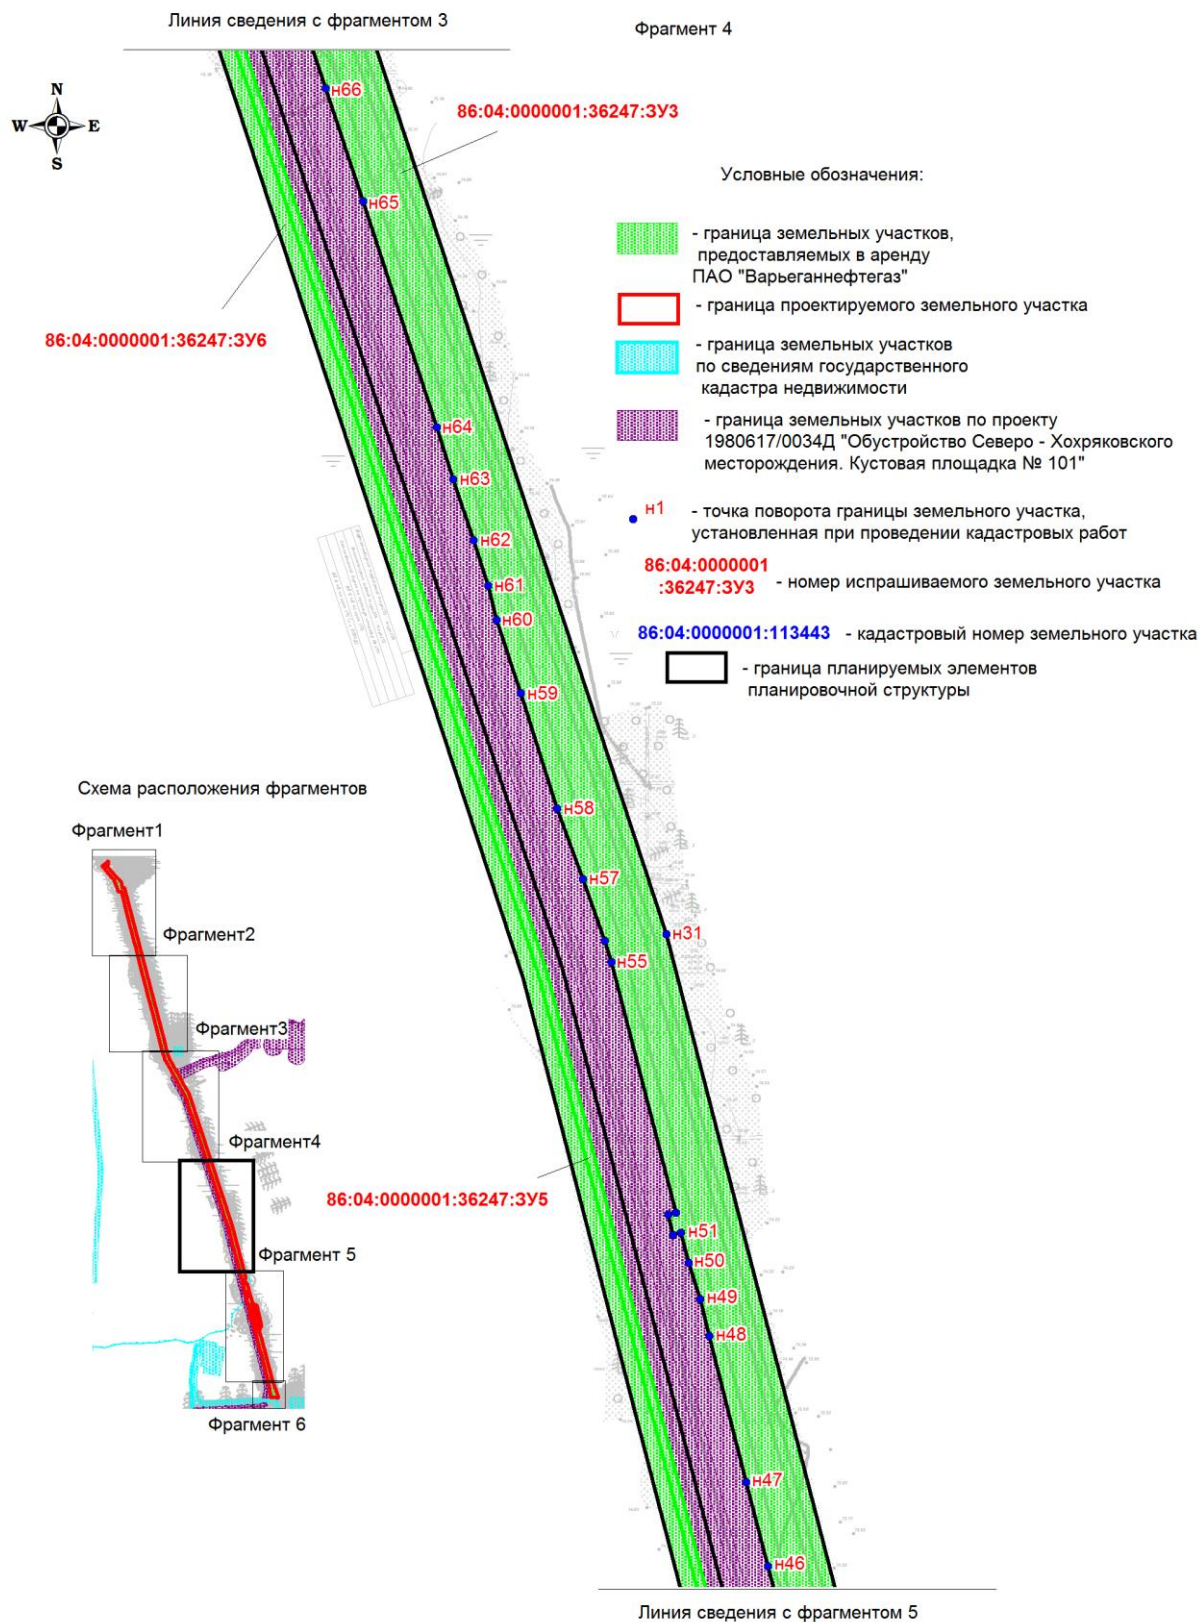 Линия сведения с фрагментом 3
Фрагмент 4
N
W
E
S
н66
86:04:0000001:36247:ЗУ3
н65
86:04:0000001:36247:ЗУ6
Условные обозначения:
- граница земельных участков,
предоставляемых в аренду
ПАО "Варьеганнефтегаз"
- граница проектируемого земельного участка
- граница земельных участков
по сведениям государственного
кадастра недвижимости
- граница земельных участков по проекту
1980617/0034Д "Обустройство Северо - Хохряковского
месторождения. Кустовая площадка № 101"
н1
- точка поворота границы земельного участка,
установленная при проведении кадастровых работ
86:04:0000001
:36247:ЗУ3
- номер испрашиваемого земельного участка
86:04:0000001:113443
- кадастровый номер земельного участка
- граница планируемых элементов
планировочной структуры
н64
н63
н62
н61
н60
н59
н58
н57
н31
н55
Схема расположения фрагментов
Фрагмент1
Фрагмент2
Фрагмент3
Фрагмент4
Фрагмент 5
Фрагмент 6
86:04:0000001:36247:ЗУ5
н51
н50
н49
н48
н47
н46
Линия сведения с фрагментом 5